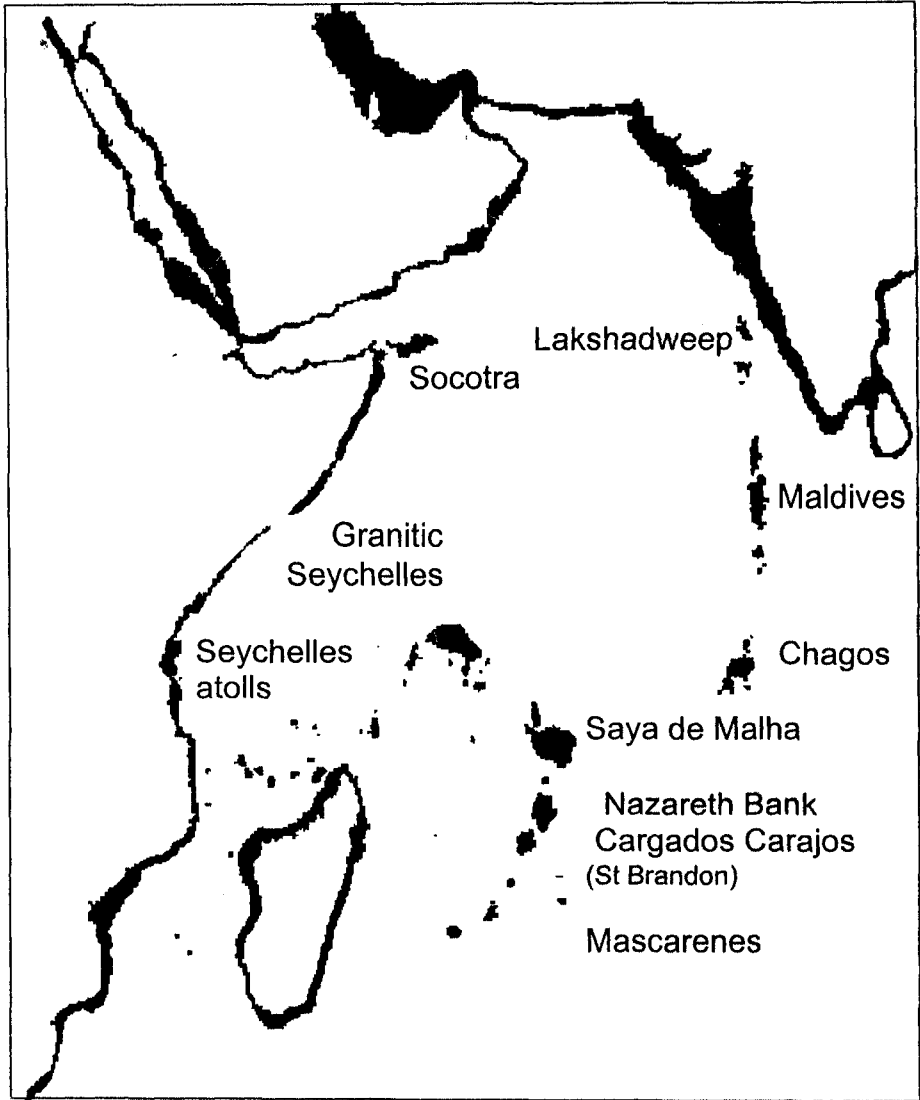 Lakshadweep
Socotra
Maldives
Granitic
Seychelles
Seychelles
atolls
Chagos
Saya de Malha
Nazareth Bank
Cargados Carajos
(St Brandon)
Mascarenes